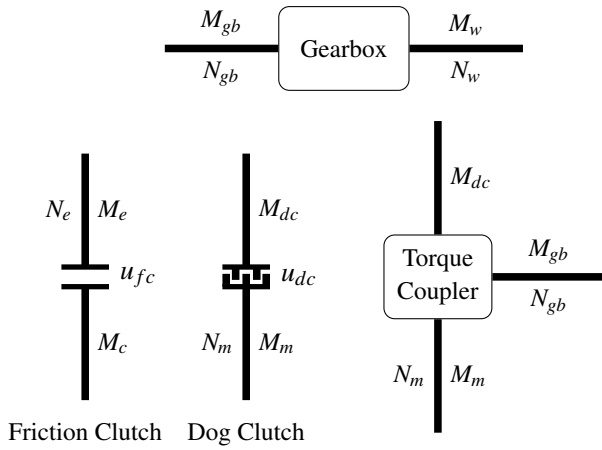 M_gb M_w
Gearbox
N_gb N_w
M_dc
N_e M_e M_dc
Torque
Coupler
M_gb
N_gb
u_fc u_dc
M_c N_m M_m
N_m M_m
Friction Clutch Dog Clutch